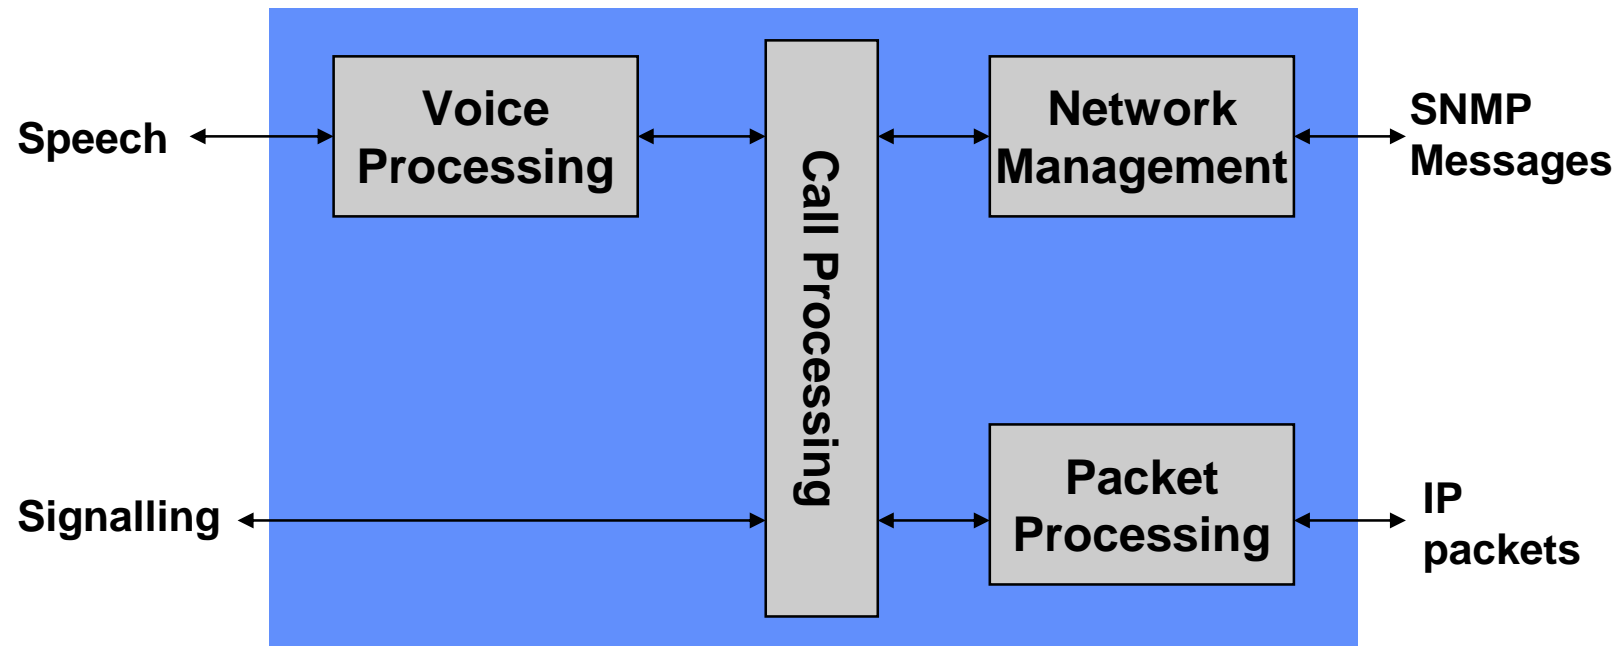 Speech
Voice
Processing
Call Processing
Network
Management
SNMP
Messages
Signalling
Packet
Processing
IP
packets